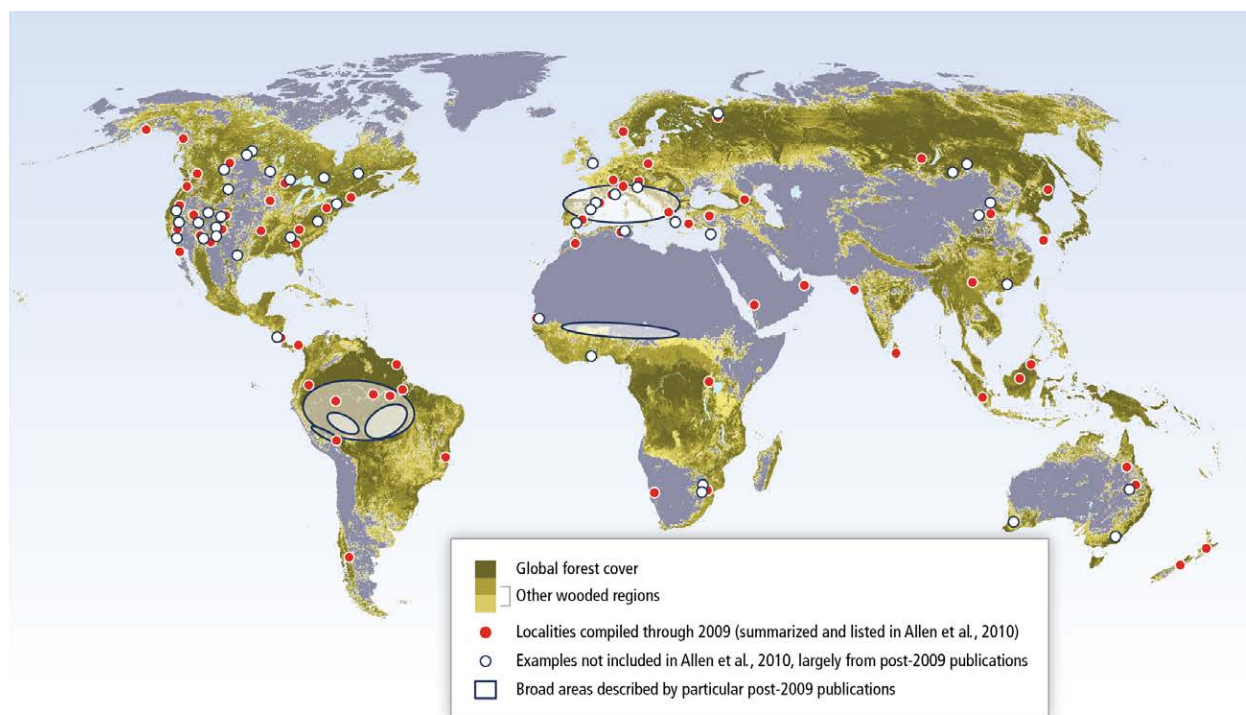 Global forest cover
Other wooded regions
Localities compiled through 2009 (summarized and listed in Allen et al., 2010)
Examples not included in Allen et al., 2010, largely from post-2009 publications
Broad areas described by particular post-2009 publications